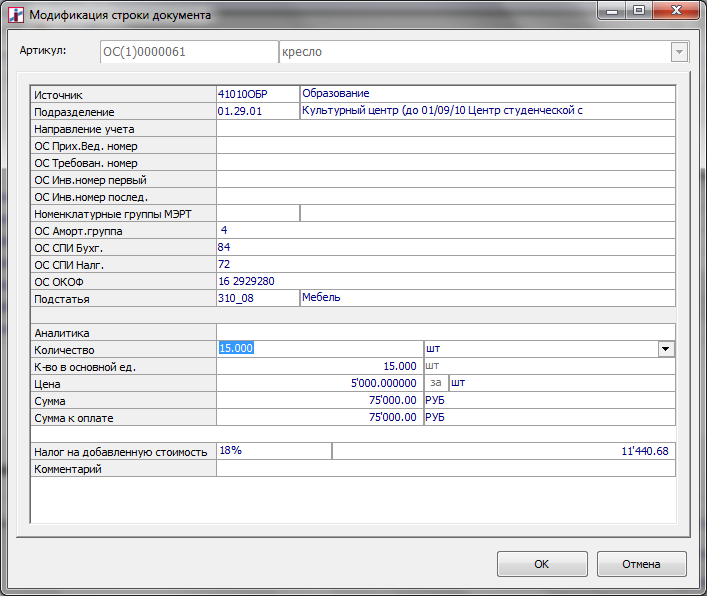 Модификация строки документа
Артикул: ОС(1)0000061 кресло
Источник 41010ОБР Образование
Подразделение 01.29.01 Культурный центр (до 01/09/10 Центр студенческой с
Направление учета
ОС Прих.Вед. номер
ОС Требован. номер
ОС Инв.номер первый
ОС Инв.номер послед.
Номенклатурные группы МЭРТ
ОС Аморт.группа 4
ОС СПИ Бухг. 84
ОС СПИ Налг. 72
ОС ОКОФ 16 2929280
Подстатья 310_08 Мебель
Аналитика
Количество 15.000 шт
К-во в основной ед. 15.000 шт
Цена 5'000.000000 за шт
Сумма 75'000.00 РУБ
Сумма к оплате 75'000.00 РУБ
Налог на добавленную стоимость 18% 11'440.68
Комментарий
ОК Отмена